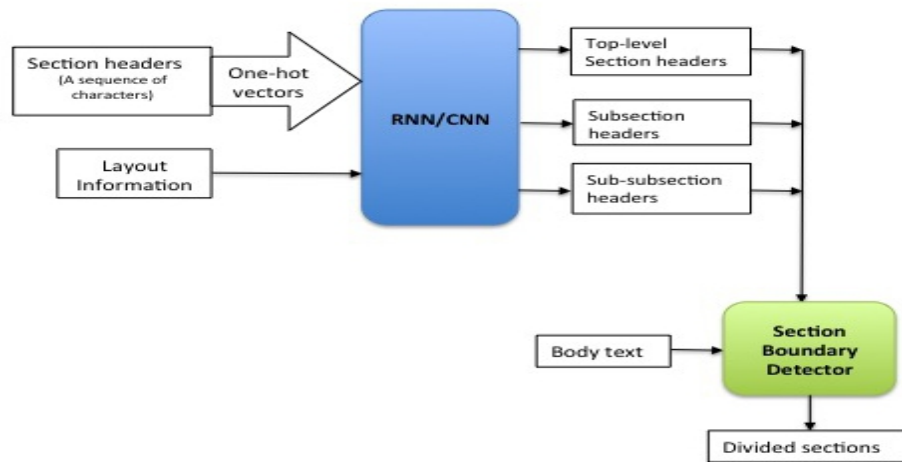 Section headers
(A sequence of
characters)
One-hot
vectors
Layout
Information
RNN/CNN
Top-level
Section headers
Subsection
headers
Sub-subsection
headers
Body text
Section
Boundary
Detector
Divided sections